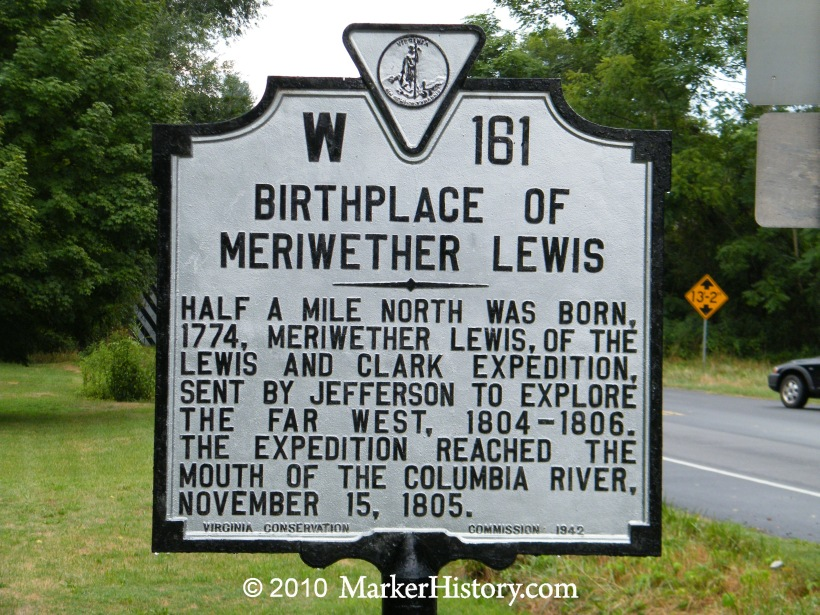 VIRGINIA
W 161
BIRTHPLACE OF
MERIWETHER LEWIS
HALF A MILE NORTH WAS BORN,
1774, MERIWETHER LEWIS, OF THE
LEWIS AND CLARK EXPEDITION,
SENT BY JEFFERSON TO EXPLORE
THE FAR WEST, 1804-1806.
THE EXPEDITION REACHED THE
MOUTH OF THE COLUMBIA RIVER,
NOVEMBER 15, 1805.
VIRGINIA CONSERVATION COMMISSION 1942
13-2
© 2010 MarkerHistory.com